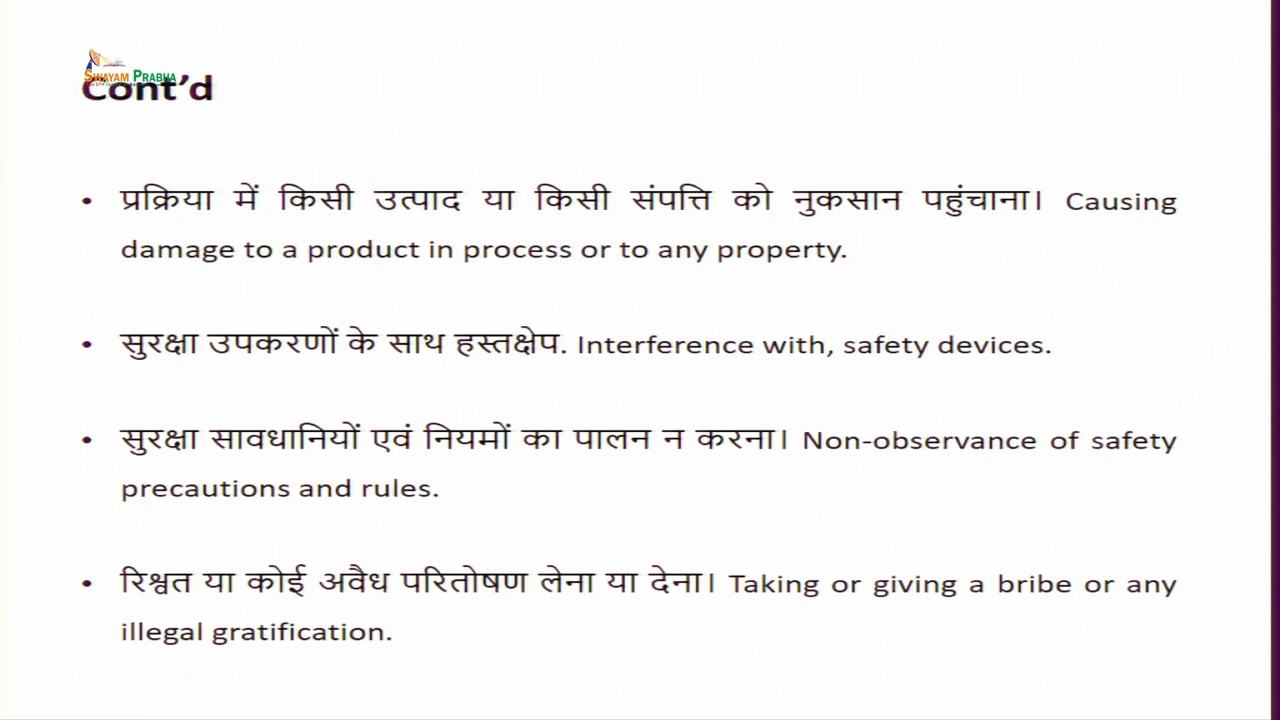 SWAYAM PRABHA
Cont'd
• प्रक्रिया में किसी उत्पाद या किसी संपत्ति को नुकसान पहुंचाना। Causing
damage to a product in process or to any property.
• सुरक्षा उपकरणों के साथ हस्तक्षेप. Interference with, safety devices.
• सुरक्षा सावधानियों एवं नियमों का पालन न करना। Non-observance of safety
precautions and rules.
• रिश्वत या कोई अवैध परितोषण लेना या देना। Taking or giving a bribe or any
illegal gratification.